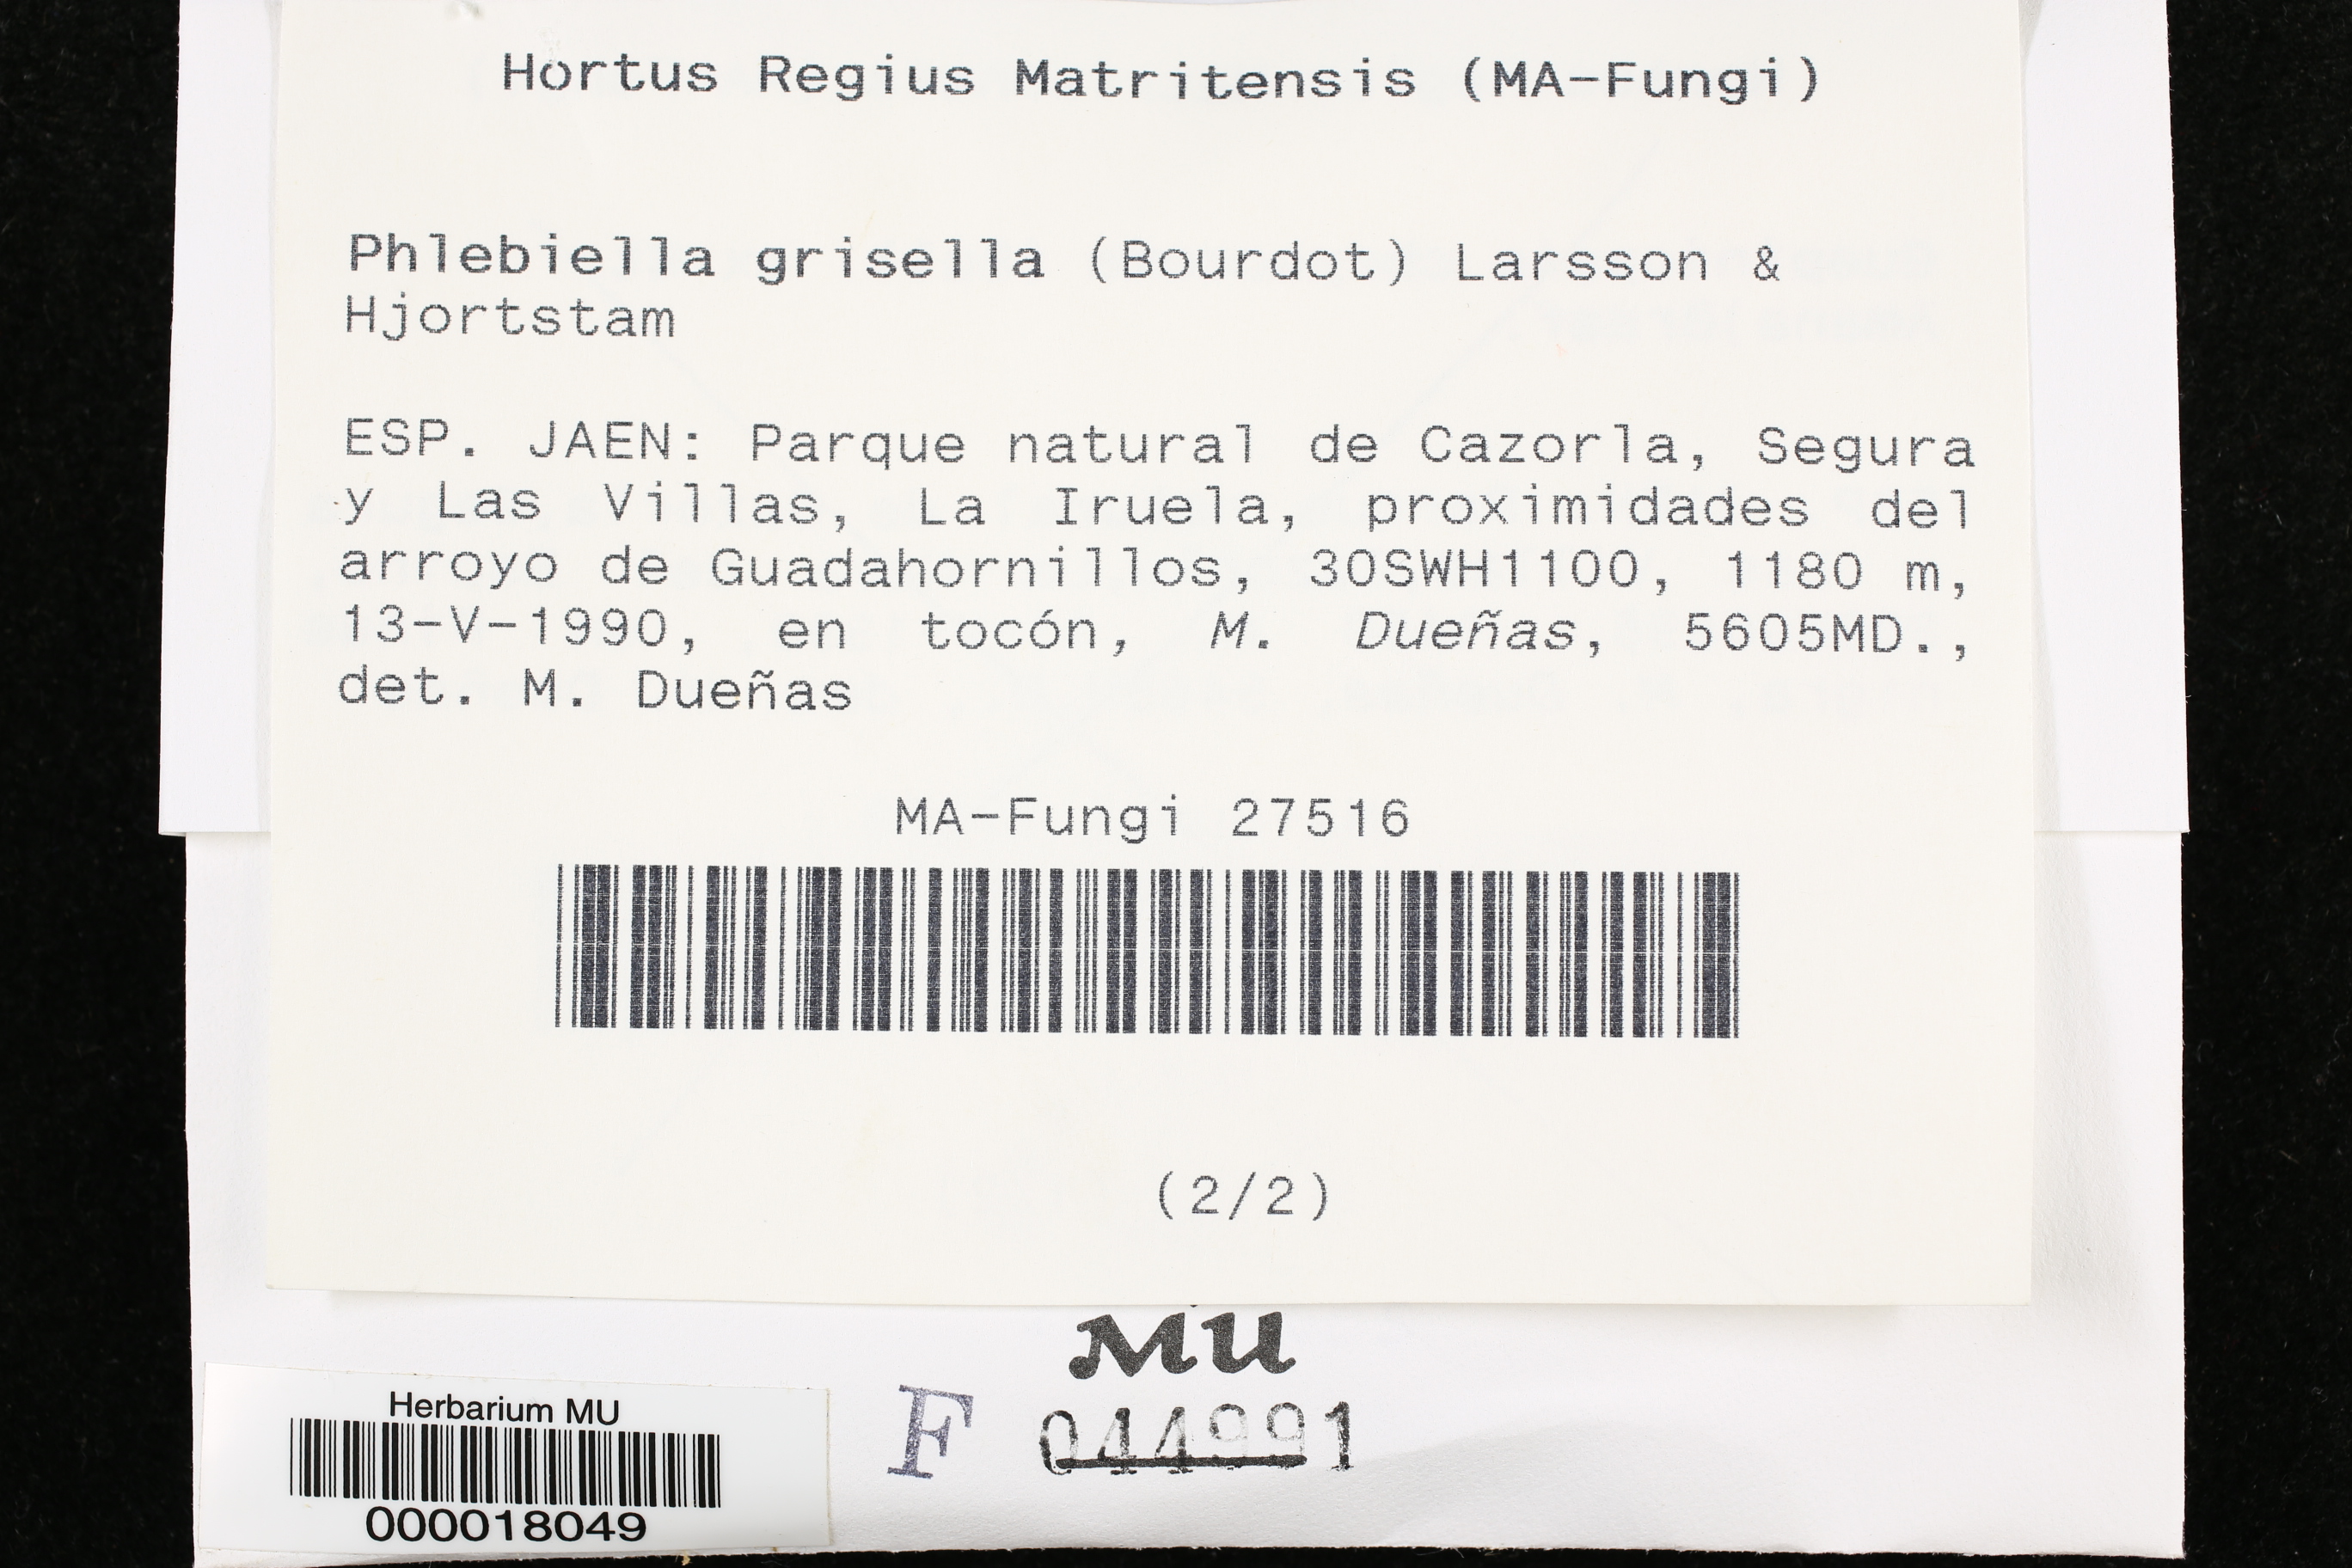 Hortus Regius Matritensis (MA-Fungi)
Phlebiella grisella (Bourdot) Larsson &
Hjortstam
ESP. JAEN: Parque natural de Cazorla, Segura
y Las Villas, La Iruela, proximidades del
arroyo de Guadahornillos, 30SWH1100, 1180 m,
13-V-1990, en tocón, M. Dueñas, 5605MD.,
det. M. Dueñas
MA-Fungi 27516
(2/2)
MU
F 044991
Herbarium MU
000018049